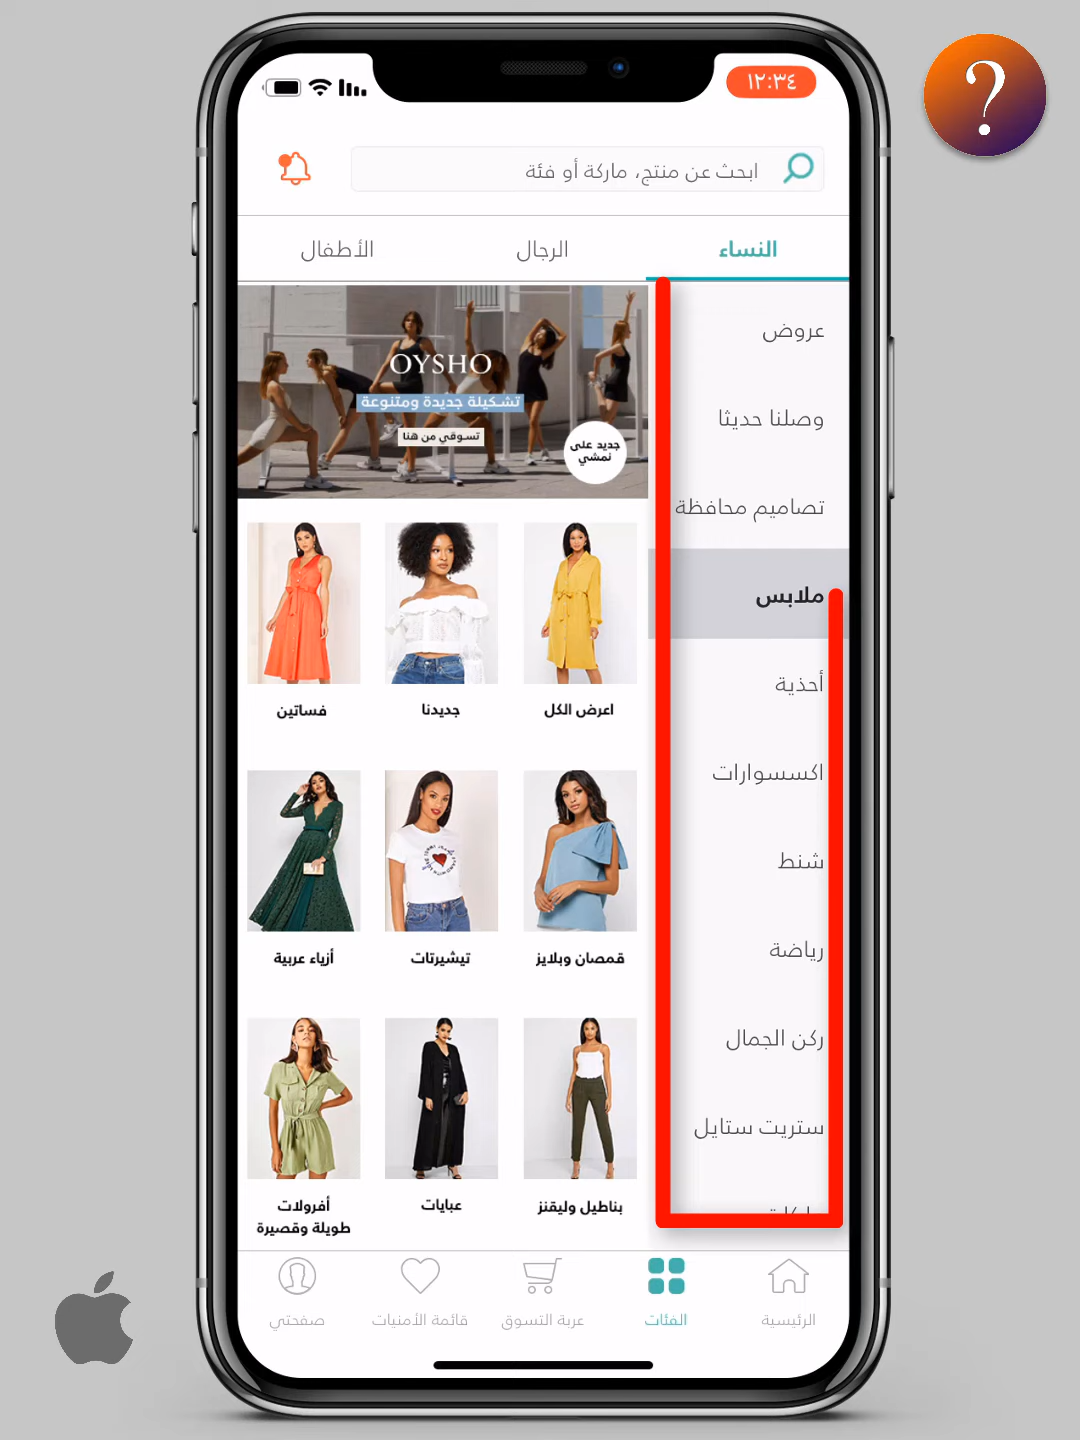 ١٢:٣٤
?
ابحث عن منتج، ماركة أو فئة
النساء
الرجال
الأطفال
OYSHO
تشكيلة جديدة ومتنوعة
تسوقي من هنا
جديد على
نمشي
عروض
وصلنا حديثا
تصاميم محافظة
ملابس
أحذية
اكسسوارات
شنط
رياضة
ركن الجمال
ستريت ستايل
اعرض الكل
جديدنا
فساتين
قمصان وبلايز
تيشيرتات
أزياء عربية
بناطيل وليقنز
عبايات
أفرولات
طويلة وقصيرة
الرئيسية
الفئات
عربة التسوق
قائمة الأمنيات
صفحتي